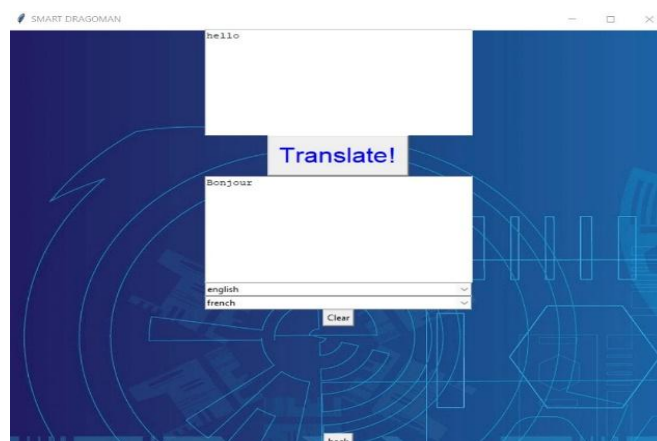 SMART DRAGOMAN
hello
Translate!
Bonjour
english
french
Clear
back